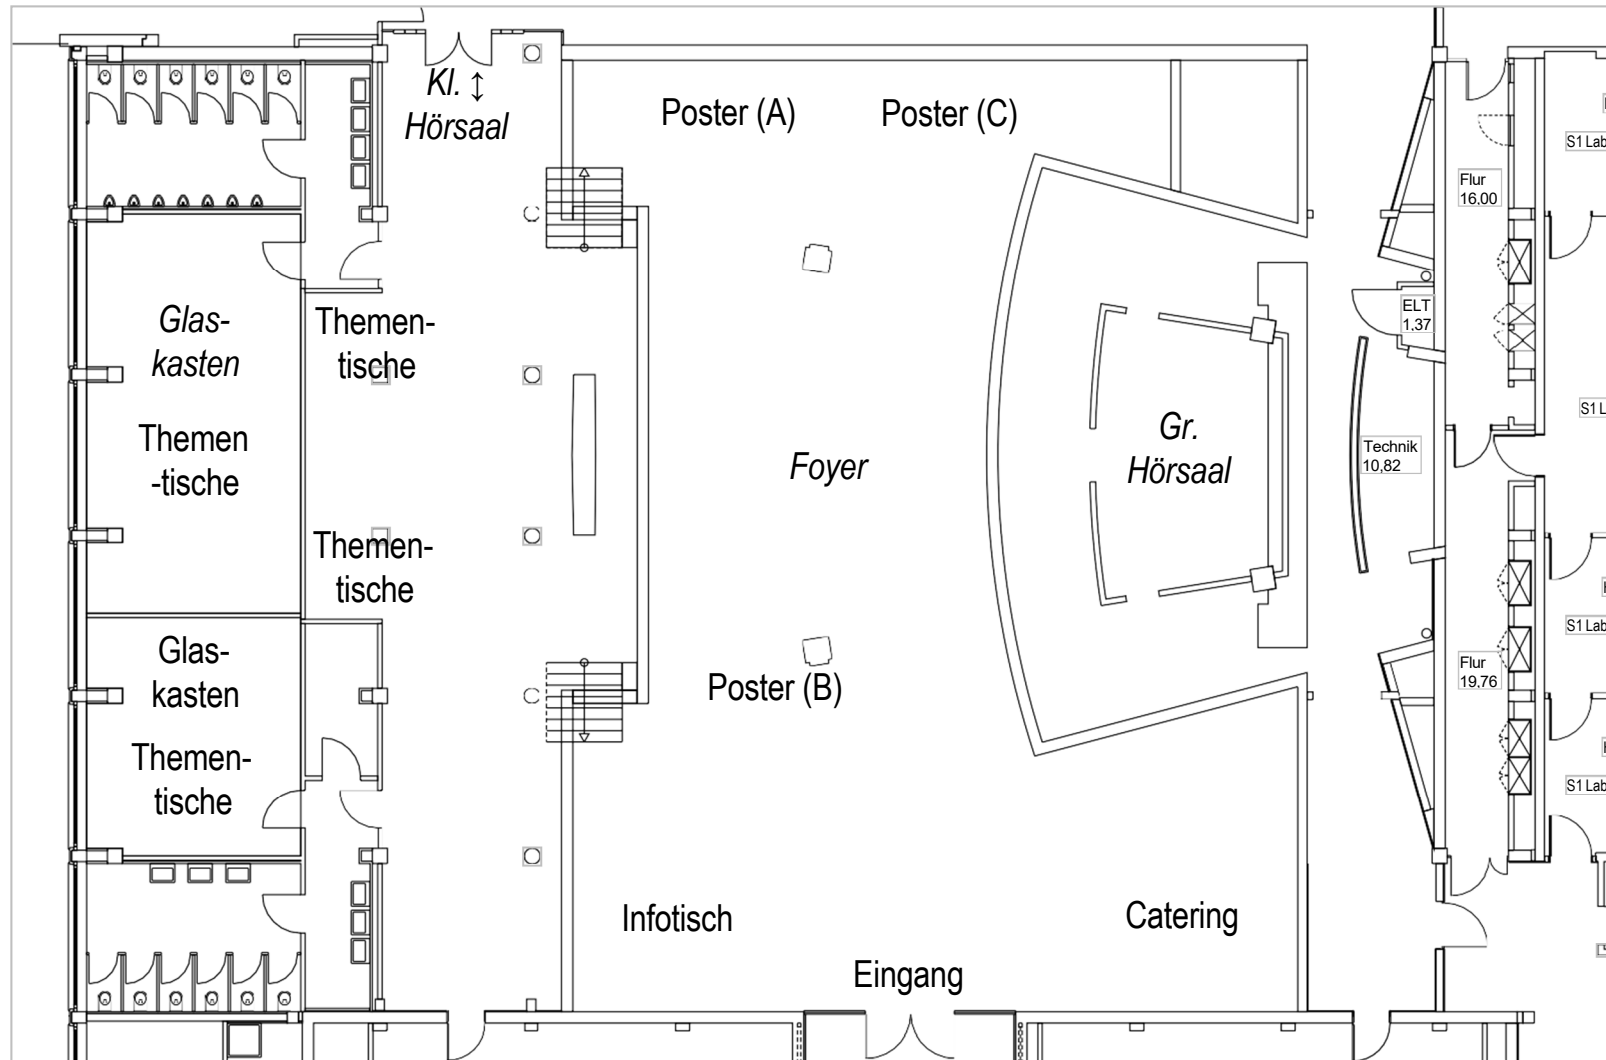 Kl. ↕
Hörsaal
Poster (A)
Poster (C)
S1 Lab
Flur
16,00
Glas-
kasten
Themen-
tische
ELT
1,37
Themen
-tische
Foyer
Gr.
Hörsaal
Technik
10,82
S1 L
Themen-
tische
Glas-
kasten
Poster (B)
S1 Lab
Flur
19,76
Themen-
tische
S1 Lab
Infotisch
Catering
Eingang